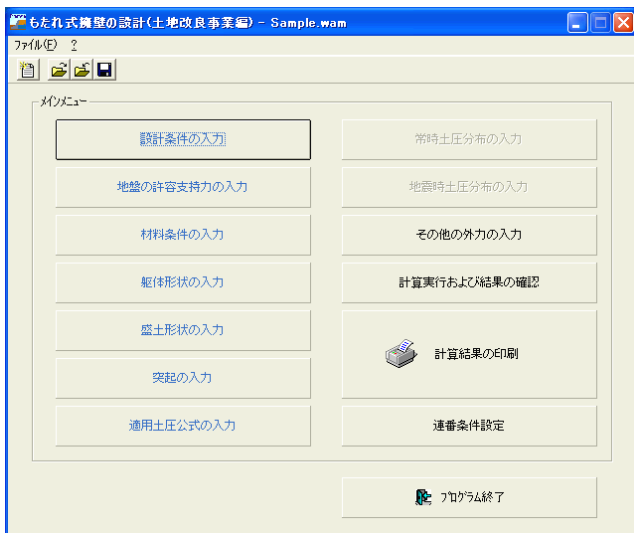 もたれ式擁壁の設計(土地改良事業編) - Sample.wam
ファイル(F) ?
メインメニュー
設計条件の入力
地盤の許容支持力の入力
材料条件の入力
躯体形状の入力
盛土形状の入力
突起の入力
適用土圧公式の入力
常時土圧分布の入力
地震時土圧分布の入力
その他の外力の入力
計算実行および結果の確認
計算結果の印刷
連番条件設定
プログラム終了